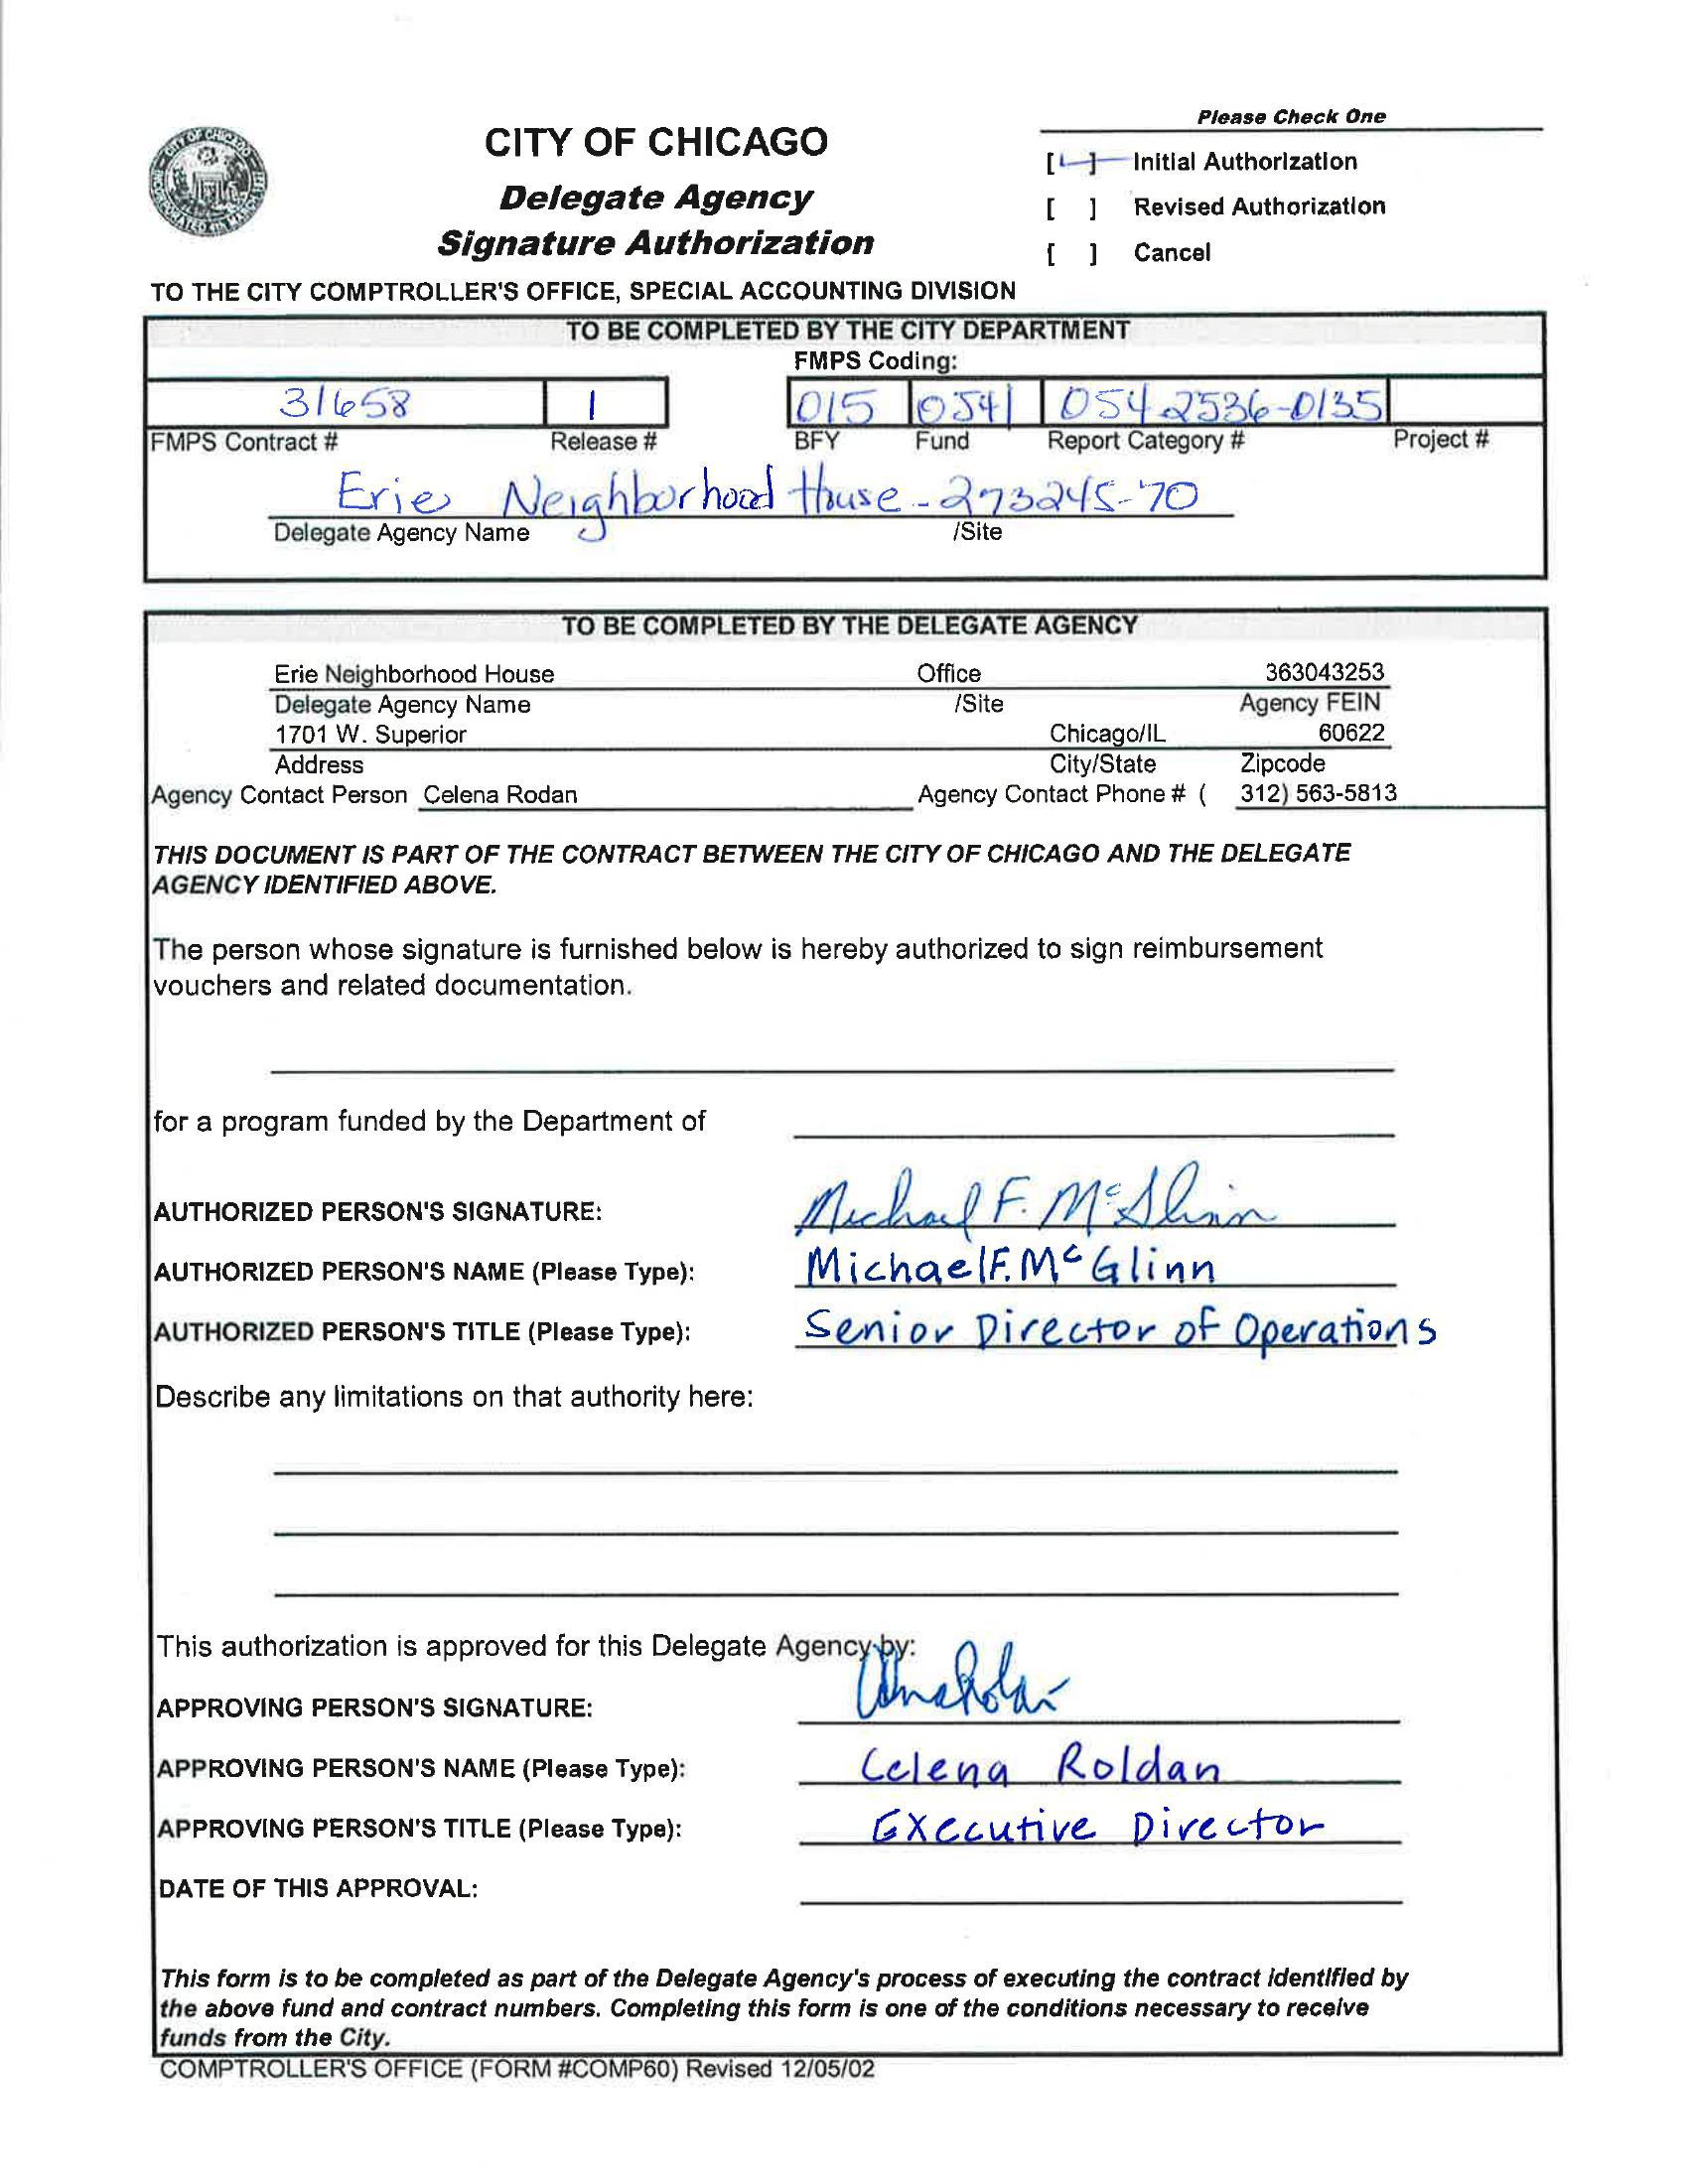 Please Check One
CITY OF CHICAGO
Delegate Agency
Signature Authorization
[ ] Initial Authorization
[ ] Revised Authorization
[ ] Cancel
TO THE CITY COMPTROLLER'S OFFICE, SPECIAL ACCOUNTING DIVISION
TO BE COMPLETED BY THE CITY DEPARTMENT
FMPS Coding:
31658 1 015 0541 054-2536-0135
FMPS Contract # Release # BFY Fund Report Category # Project #
Erie Neighborhood House - 273245-70
Delegate Agency Name /Site
TO BE COMPLETED BY THE DELEGATE AGENCY
Erie Neighborhood House Office 363043253
Delegate Agency Name /Site Agency FEIN
1701 W. Superior Chicago/IL 60622
Address City/State Zipcode
Agency Contact Person Celena Rodan Agency Contact Phone # ( 312) 563-5813
THIS DOCUMENT IS PART OF THE CONTRACT BETWEEN THE CITY OF CHICAGO AND THE DELEGATE
AGENCY IDENTIFIED ABOVE.
The person whose signature is furnished below is hereby authorized to sign reimbursement
vouchers and related documentation.
for a program funded by the Department of
AUTHORIZED PERSON'S SIGNATURE: Michael F. McGlinn
AUTHORIZED PERSON'S NAME (Please Type): Michael F. McGlinn
AUTHORIZED PERSON'S TITLE (Please Type): Senior Director of Operations
Describe any limitations on that authority here:
This authorization is approved for this Delegate Agency by:
APPROVING PERSON'S SIGNATURE:
APPROVING PERSON'S NAME (Please Type): Celena Roldan
APPROVING PERSON'S TITLE (Please Type): Executive Director
DATE OF THIS APPROVAL:
This form is to be completed as part of the Delegate Agency's process of executing the contract identified by
the above fund and contract numbers. Completing this form is one of the conditions necessary to receive
funds from the City.
COMPTROLLER'S OFFICE (FORM #COMP60) Revised 12/05/02